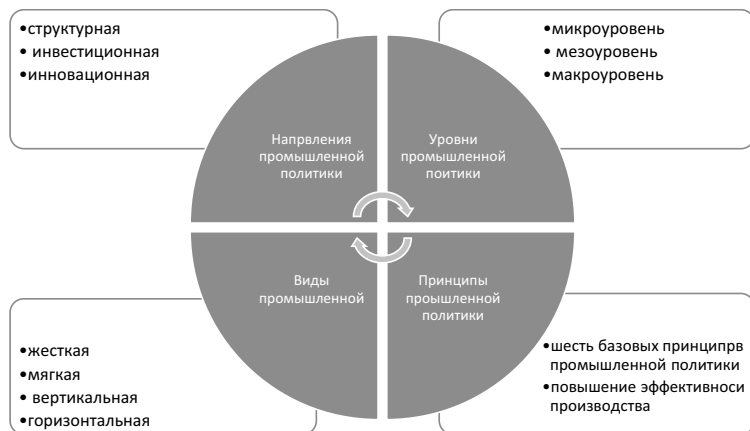 •структурная
• инвестиционная
•инновационная
•микроуровень
• мезоуровень
•макроуровень
Напрвления
промышленной
политики
Уровни
промышленной
поитики
Виды
промышленной
Принципы
проышленной
политики
•жесткая
•мягкая
• вертикальная
•горизонтальная
•шесть базовых принципрв
промышленной политики
•повышение эффективноси
производства